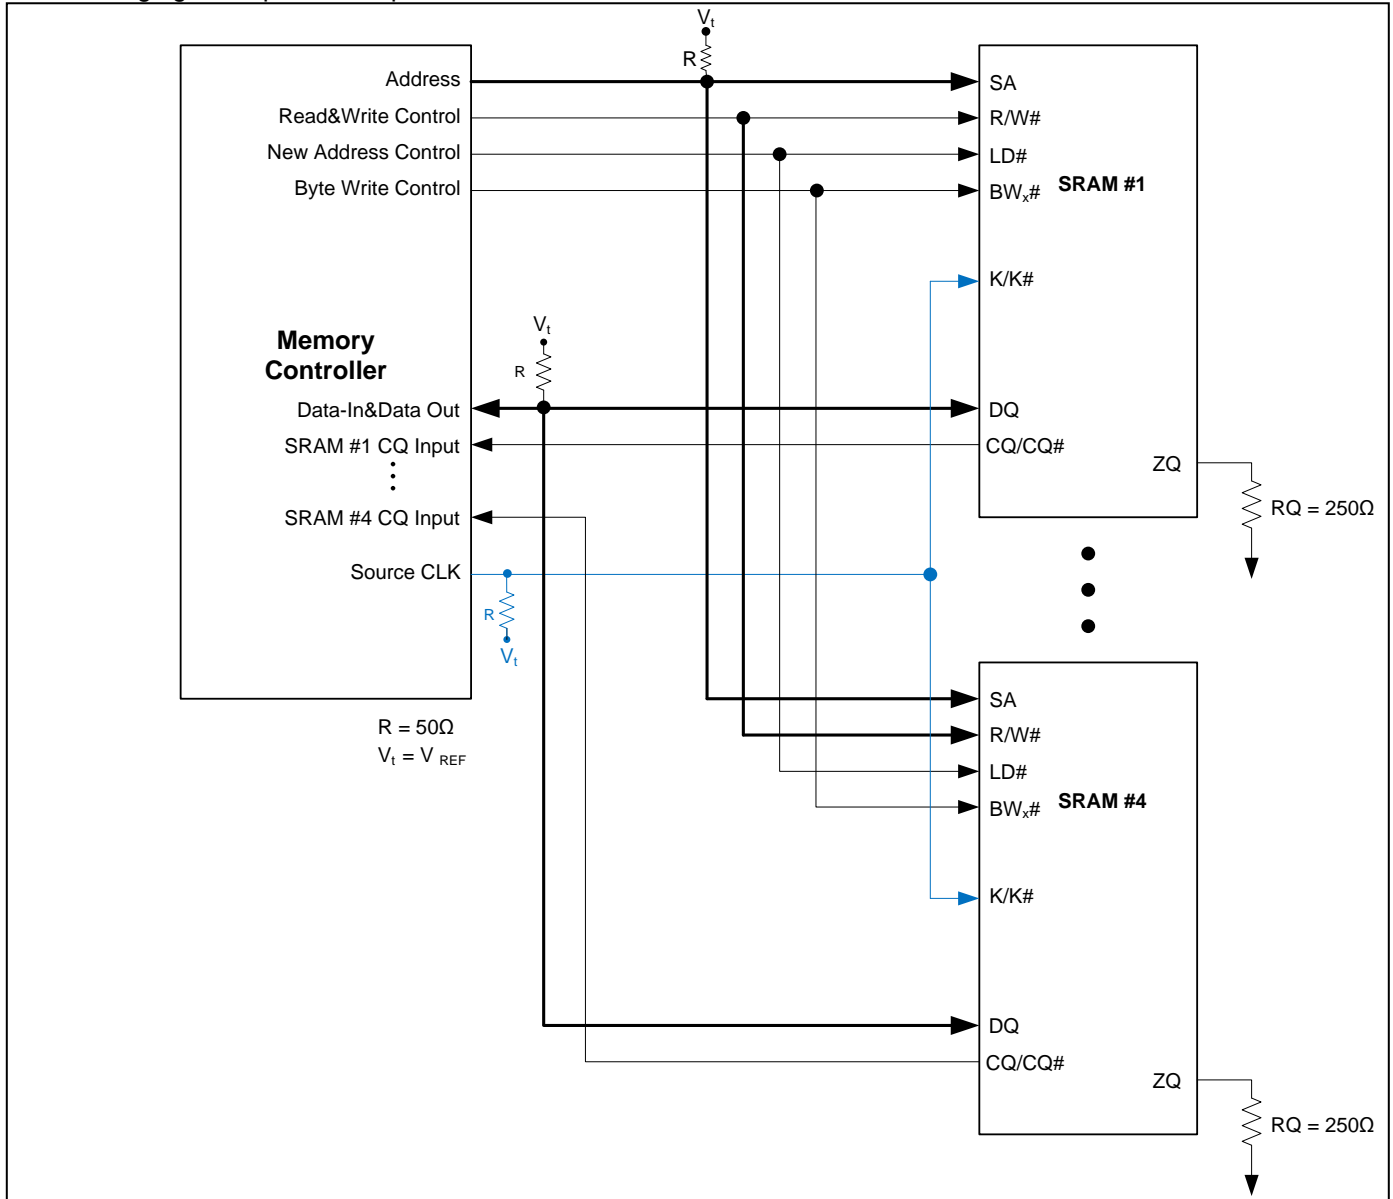 Vt
R
Address
Read&Write Control
New Address Control
Byte Write Control
SA
R/W#
LD#
BWx#
SRAM #1
K/K#
Vt
R
Memory
Controller
Data-In&Data Out
SRAM #1 CQ Input
SRAM #4 CQ Input
Source CLK
DQ
CQ/CQ#
ZQ
RQ = 250Ω
R
Vt
R = 50Ω
Vt = V REF
SA
R/W#
LD#
BWx#
SRAM #4
K/K#
DQ
CQ/CQ#
ZQ
RQ = 250Ω